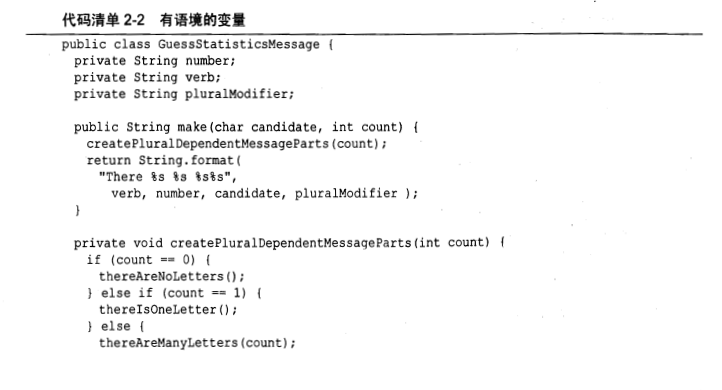 代码清单 2-2 有语境的变量
public class GuessStatisticsMessage {
private String number;
private String verb;
private String pluralModifier;
public String make(char candidate, int count) {
createPluralDependentMessageParts(count);
return String.format(
"There %s %s %s%s",
verb, number, candidate, pluralModifier );
}
private void createPluralDependentMessageParts(int count) {
if (count == 0) {
thereAreNoLetters();
} else if (count == 1) {
thereIsOneLetter();
} else {
thereAreManyLetters(count);